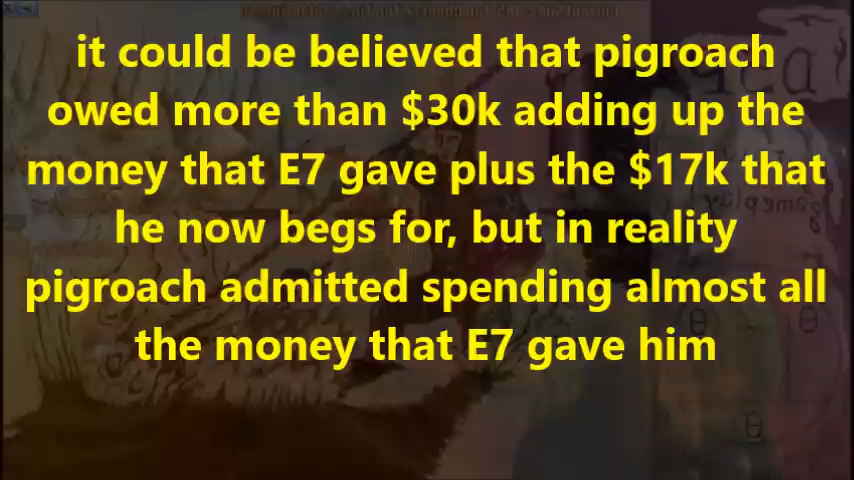 it could be believed that pigroach
owed more than $30k adding up the
money that E7 gave plus the $17k that
he now begs for, but in reality
pigroach admitted spending almost all
the money that E7 gave him